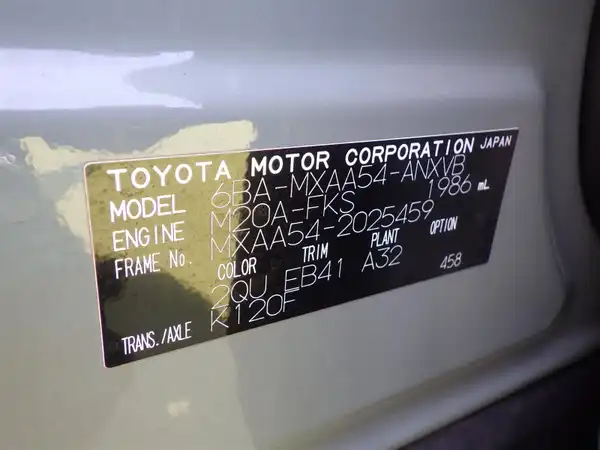 TOYOTA MOTOR CORPORATION JAPAN
MODEL 6BA-MXAA54-ANXVB
ENGINE M20A-FKS 1986 mL
FRAME No. MXAA54-2025459
COLOR TRIM PLANT OPTION
2QU EB41 A32 458
TRANS./AXLE K120F